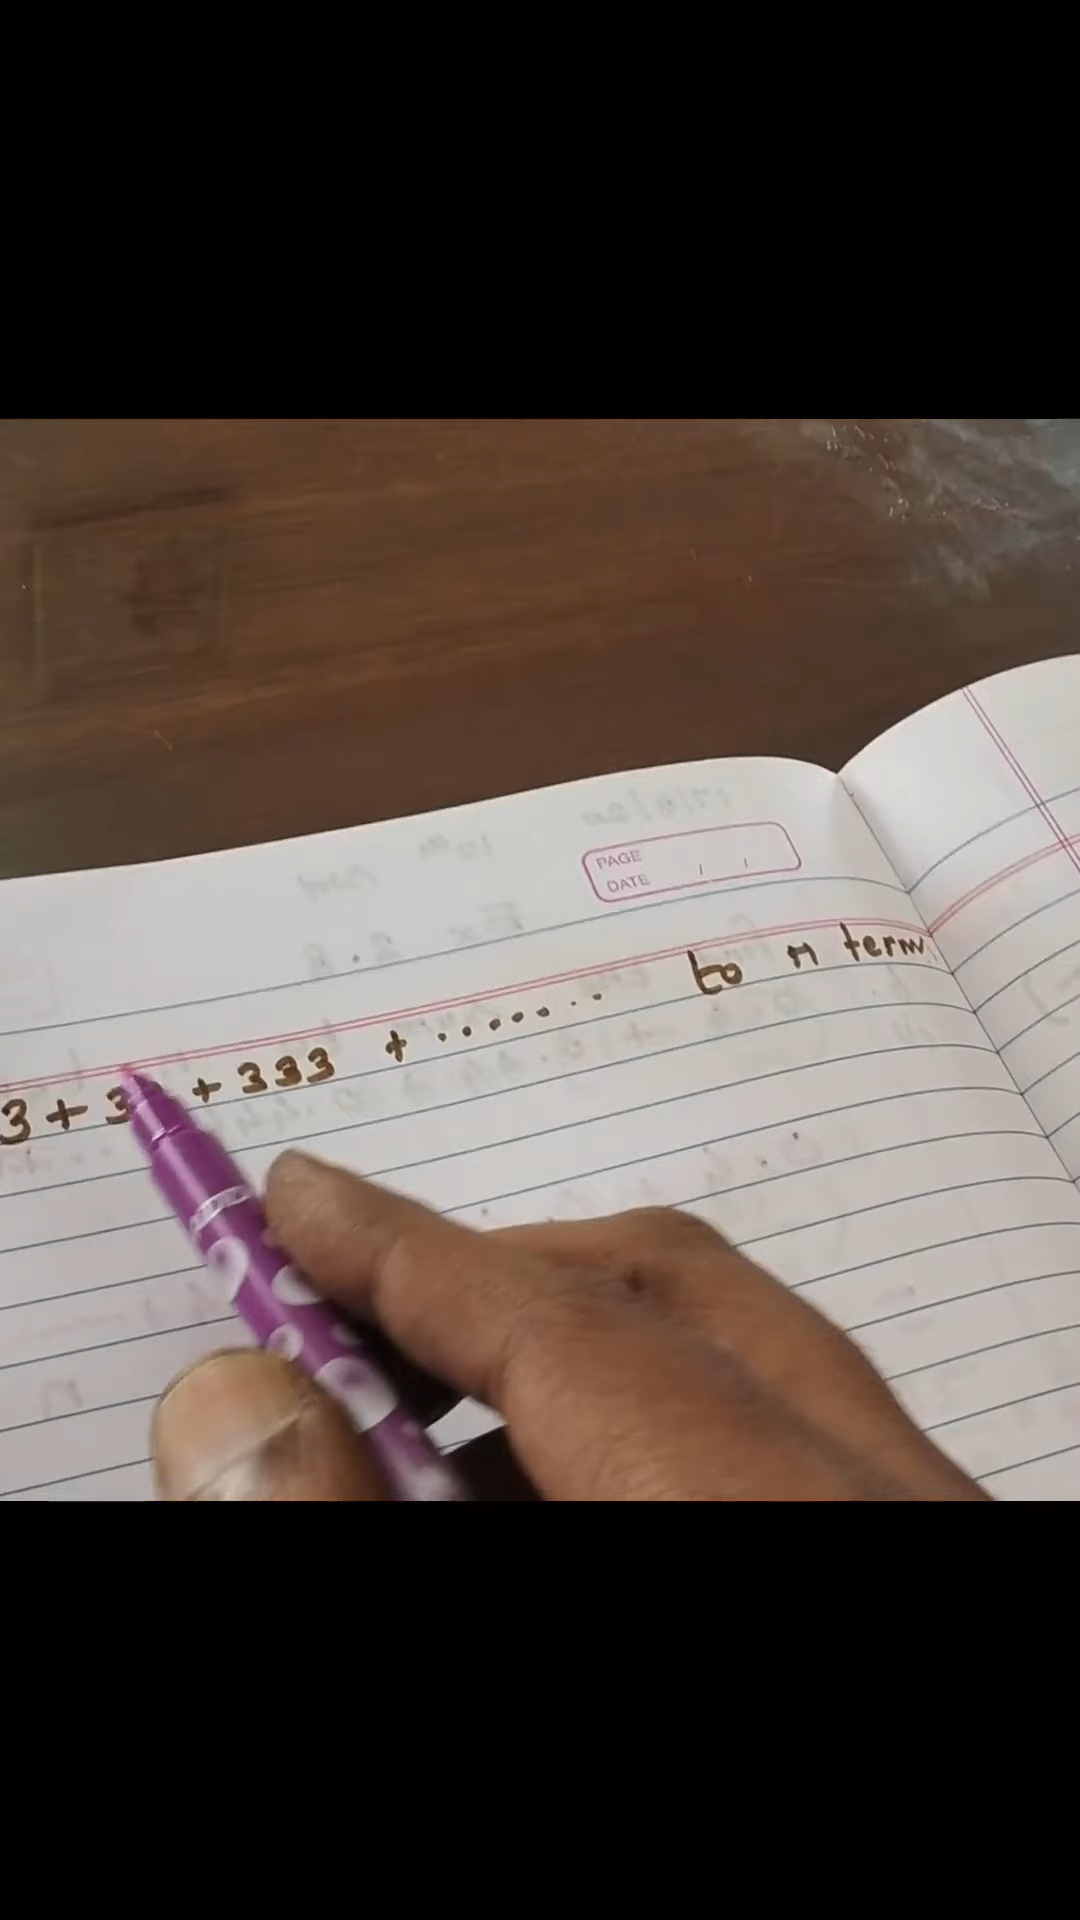 PAGE
DATE / /
3 + 3 + 333 + ........ to n term